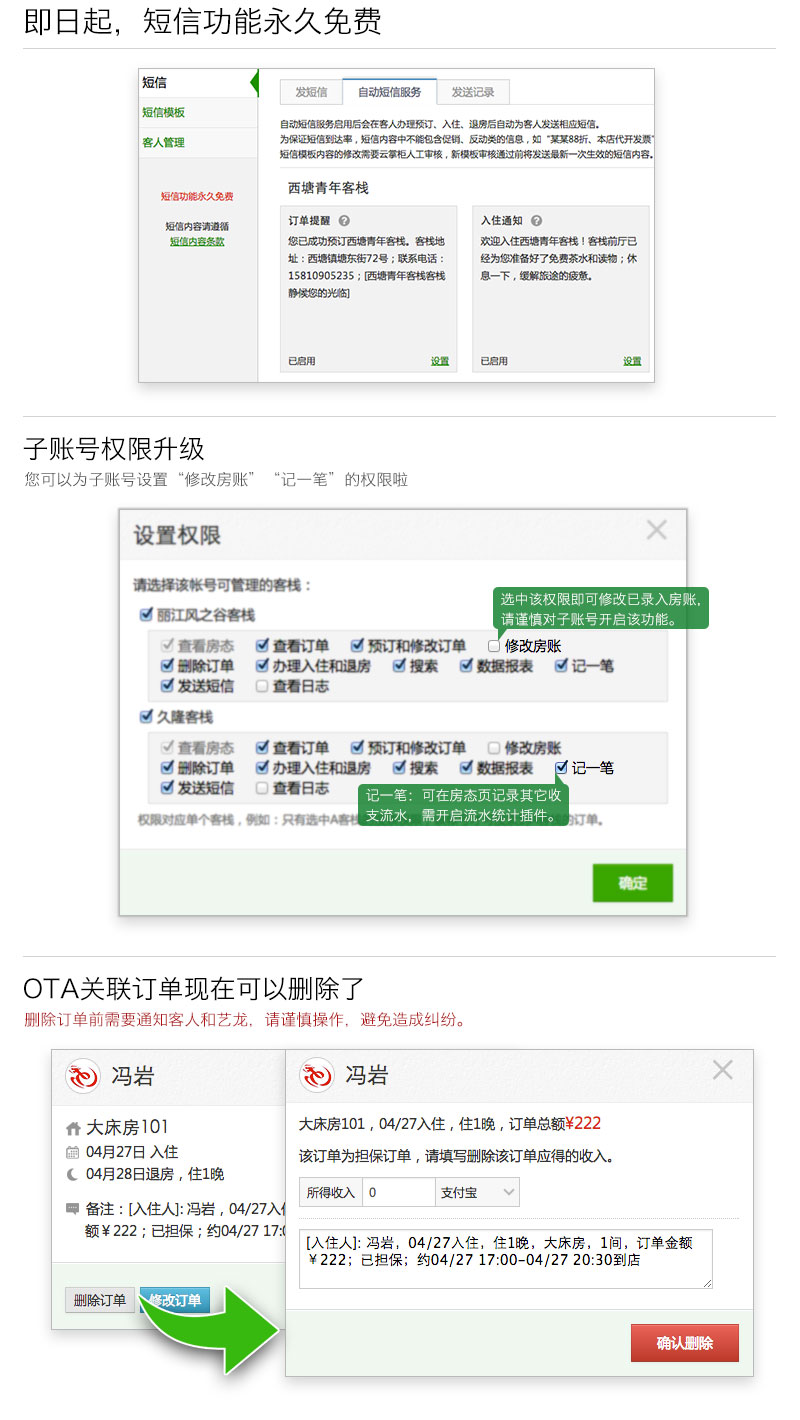 即日起，短信功能永久免费
短信
短信模板
客人管理
短信功能永久免费
短信内容请遵循
短信内容条款
发短信 自动短信服务 发送记录
自动短信服务启用后会在客人办理预订、入住、退房后自动为客人发送相应短信。
为保证短信到达率，短信内容中不能包含促销、反动类的信息，如“某某88折、本店代开发票”
短信模板内容的修改需要云掌柜人工审核，新模板审核通过前将发送最新一次生效的短信内容。
西塘青年客栈
订单提醒 ?
您已成功预订西塘青年客栈。客栈地
址：西塘镇塘东街72号；联系电话：
15810905235；[西塘青年客栈客栈
静候您的光临]
已启用 设置
入住通知 ?
欢迎入住西塘青年客栈！客栈前厅已
经为您准备好了免费茶水和读物；休
息一下，缓解旅途的疲惫。
已启用 设置
子账号权限升级
您可以为子账号设置“修改房账”“记一笔”的权限啦
设置权限
请选择该帐号可管理的客栈：
选中该权限即可修改已录入房账，
请谨慎对子账号开启该功能。
丽江风之谷客栈
查看房态 查看订单 预订和修改订单 修改房账
删除订单 办理入住和退房 搜索 数据报表 记一笔
发送短信 查看日志
久隆客栈
查看房态 查看订单 预订和修改订单 修改房账
删除订单 办理入住和退房 搜索 数据报表 记一笔
发送短信 查看日志
记一笔：可在房态页记录其它收
支流水，需开启流水统计插件。
权限对应单个客栈，例如：只有选中A客栈 的订单。
确定
OTA关联订单现在可以删除了
删除订单前需要通知客人和艺龙，请谨慎操作，避免造成纠纷。
冯岩
大床房101
04月27日 入住
04月28日退房，住1晚
备注：[入住人]: 冯岩，04/27入住
额￥222；已担保；约04/27 17:0
删除订单 修改订单
冯岩
大床房101，04/27入住，住1晚，订单总额¥222
该订单为担保订单，请填写删除该订单应得的收入。
所得收入 0 支付宝
[入住人]: 冯岩，04/27入住，住1晚，大床房，1间，订单金额
￥222；已担保；约04/27 17:00-04/27 20:30到店
确认删除